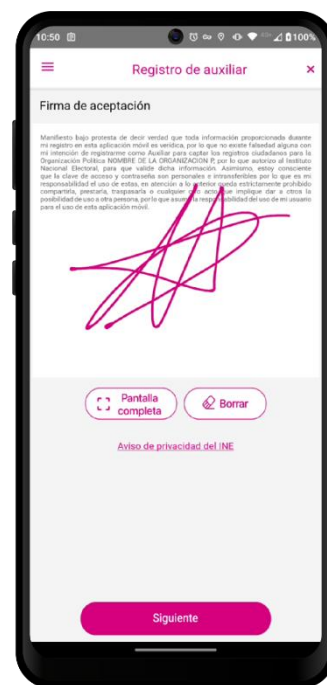 10:50 100%
Registro de auxiliar ×
Firma de aceptación
Manifiesto bajo protesta de decir verdad que toda información proporcionada durante
mi registro en esta aplicación móvil es verídica, por lo que no existe falsedad alguna con
mi intención de registrarme como Auxiliar para captar los registros ciudadanos para la
Organización Política NOMBRE DE LA ORGANIZACION P, por lo que autorizo al Instituto
Nacional Electoral, para que valide dicha información. Asimismo, estoy consciente
que la clave de acceso y contraseña son personales e intransferibles por lo que es mi
responsabilidad el uso de estas, en atención a lo anterior queda estrictamente prohibido
compartirla, prestarla, traspasarla o cualquier otro acto que implique dar a otros la
posibilidad de uso a otra persona, por lo que asumo la responsabilidad del uso de mi usuario
para el uso de esta aplicación móvil.
Pantalla completa
Borrar
Aviso de privacidad del INE
Siguiente